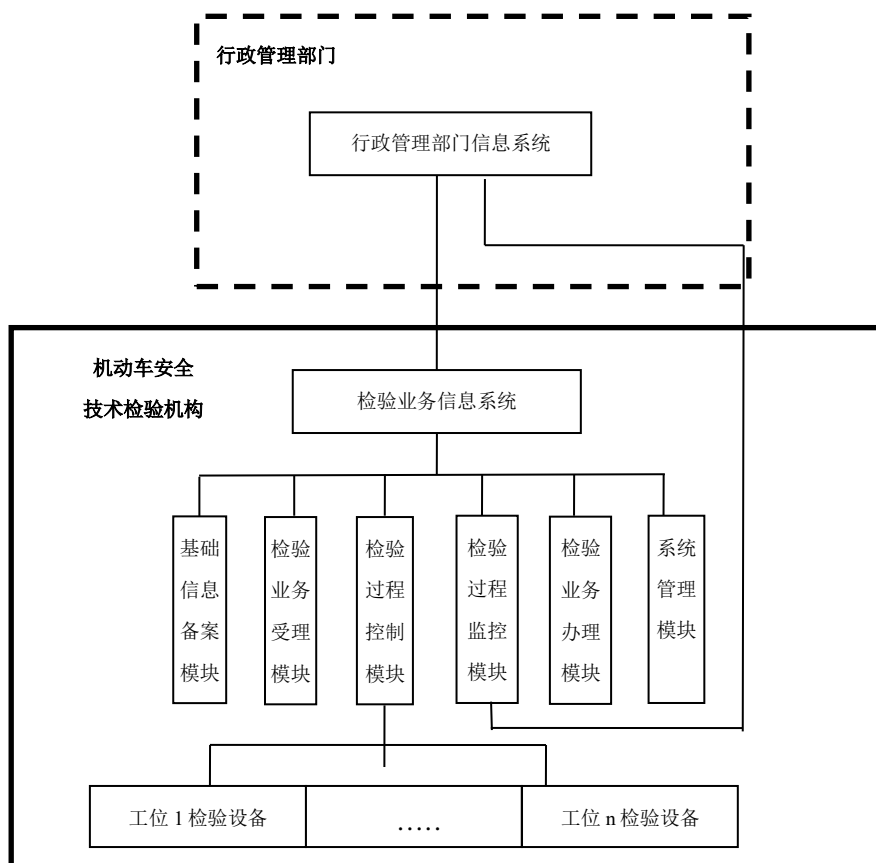 行政管理部门
行政管理部门信息系统
机动车安全
技术检验机构
检验业务信息系统
基础
信息
备案
模块
检验
业务
受理
模块
检验
过程
控制
模块
检验
过程
监控
模块
检验
业务
办理
模块
系统
管理
模块
工位 1 检验设备
.....
工位 n 检验设备